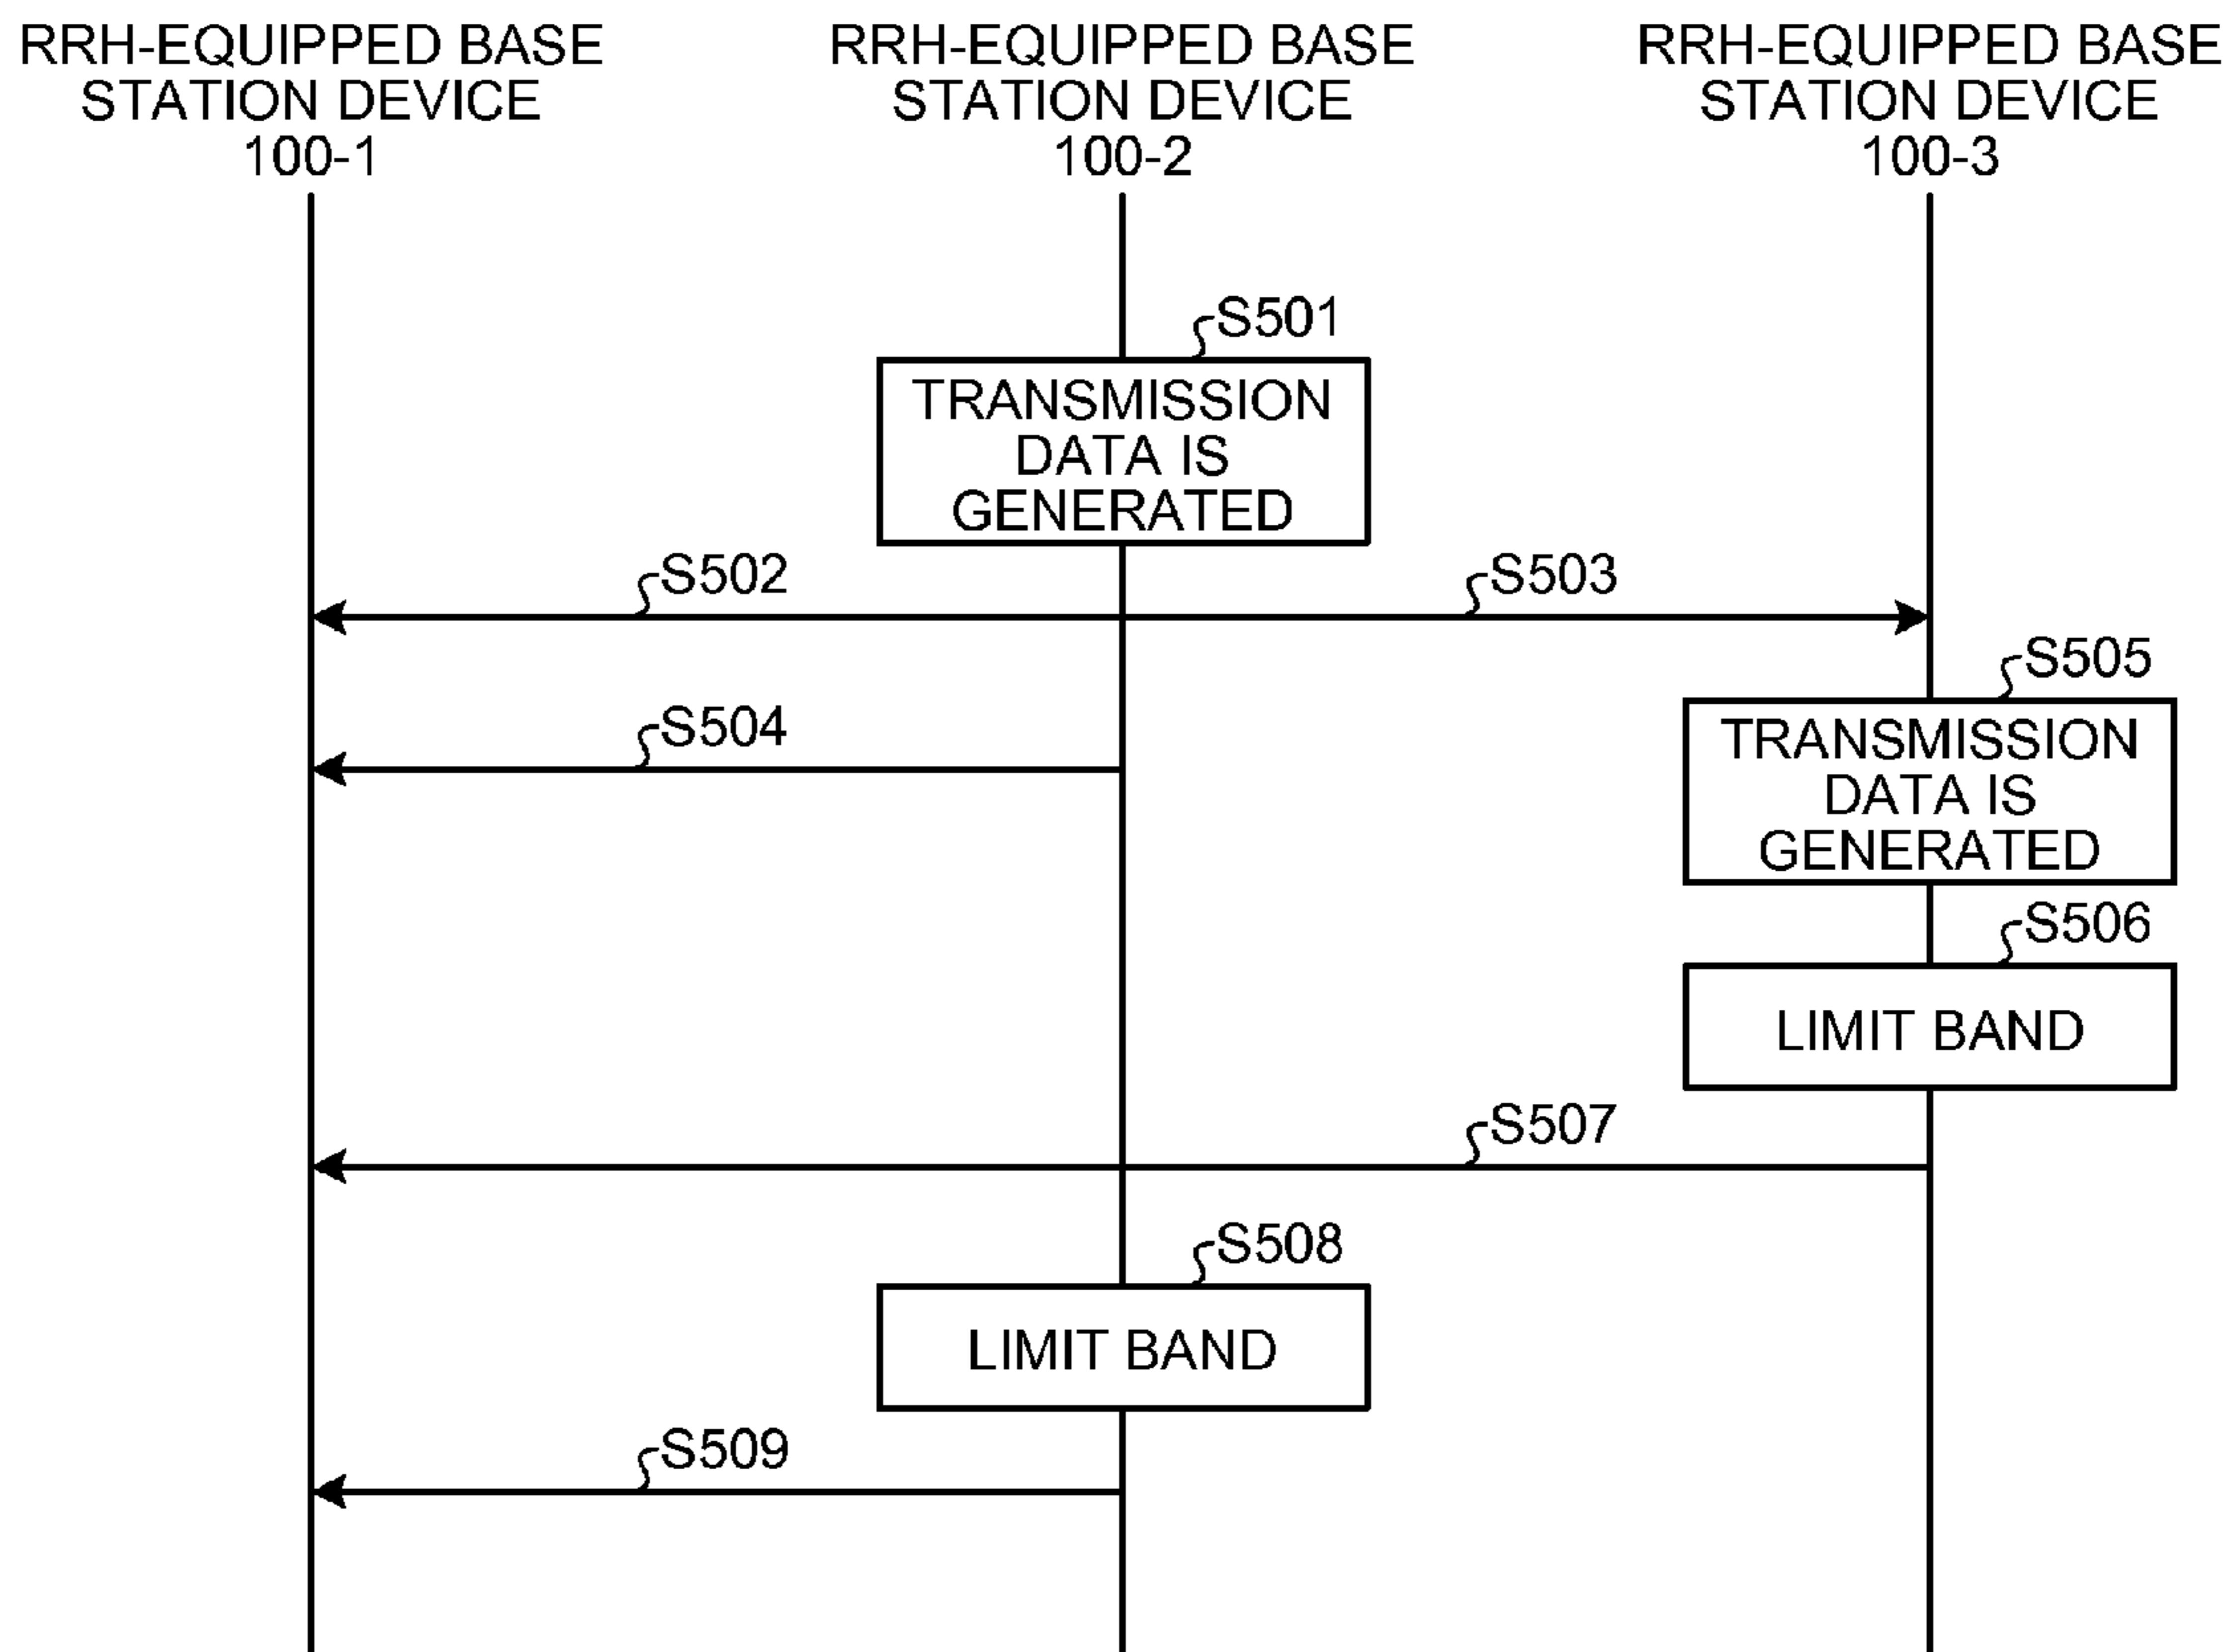 RRH-EQUIPPED BASE
STATION DEVICE
100-1
RRH-EQUIPPED BASE
STATION DEVICE
100-2
RRH-EQUIPPED BASE
STATION DEVICE
100-3
S501
TRANSMISSION
DATA IS
GENERATED
S502
S503
S504
S505
TRANSMISSION
DATA IS
GENERATED
S506
LIMIT BAND
S507
S508
LIMIT BAND
S509